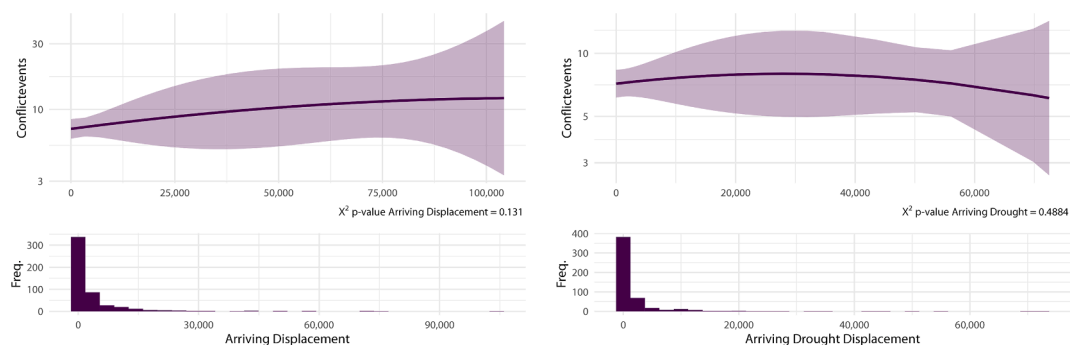 Conflictevents
30
10
3
0 25,000 50,000 75,000 100,000
X² p-value Arriving Displacement = 0.131
Freq.
300
200
100
0
0 30,000 60,000 90,000
Arriving Displacement
Conflictevents
10
5
3
0 20,000 40,000 60,000
X² p-value Arriving Drought = 0.4884
Freq.
400
300
200
100
0
0 20,000 40,000 60,000
Arriving Drought Displacement